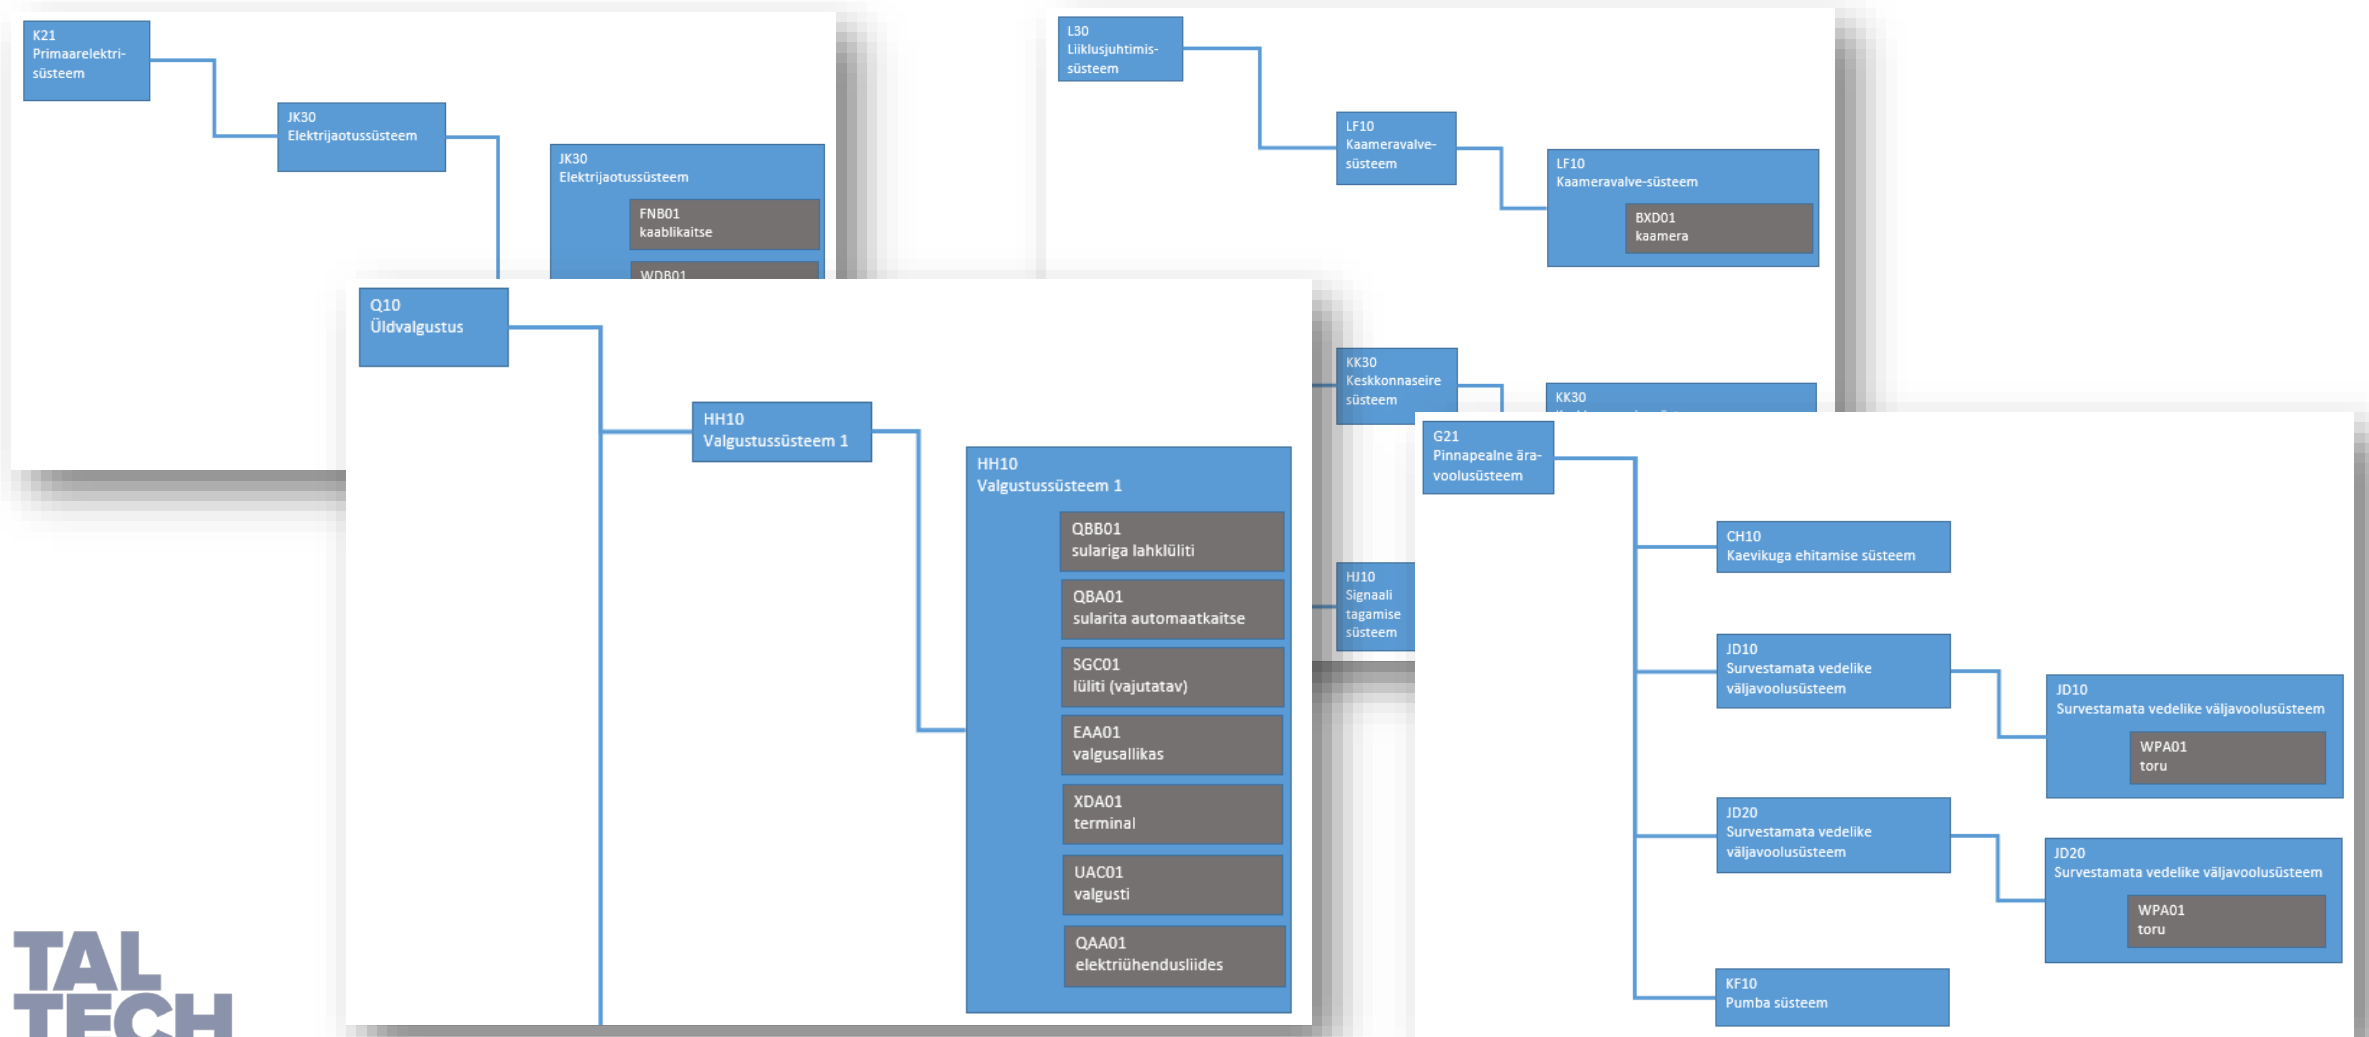 K21
Primaarelektri-
süsteem
JK30
Elektrijaotussüsteem
JK30
Elektrijaotussüsteem
FNB01
kaablikaitse
WDB01
L30
Liiklusjuhtimis-
süsteem
LF10
Kaameravalve-
süsteem
LF10
Kaameravalve-süsteem
BXD01
kaamera
KK30
Keskkonnaseire
süsteem
KK30
HJ10
Signaali
tagamise
süsteem
Q10
Üldvalgustus
HH10
Valgustussüsteem 1
HH10
Valgustussüsteem 1
QBB01
sulariga lahklüliti
QBA01
sularita automaatkaitse
SGC01
lüliti (vajutatav)
EAA01
valgusallikas
XDA01
terminal
UAC01
valgusti
QAA01
elektriühendusliides
G21
Pinnapealne ära-
voolusüsteem
CH10
Kaevikuga ehitamise süsteem
JD10
Survestamata vedelike
väljavoolusüsteem
JD10
Survestamata vedelike väljavoolusüsteem
WPA01
toru
JD20
Survestamata vedelike
väljavoolusüsteem
JD20
Survestamata vedelike väljavoolusüsteem
WPA01
toru
KF10
Pumba süsteem
TAL
TECH